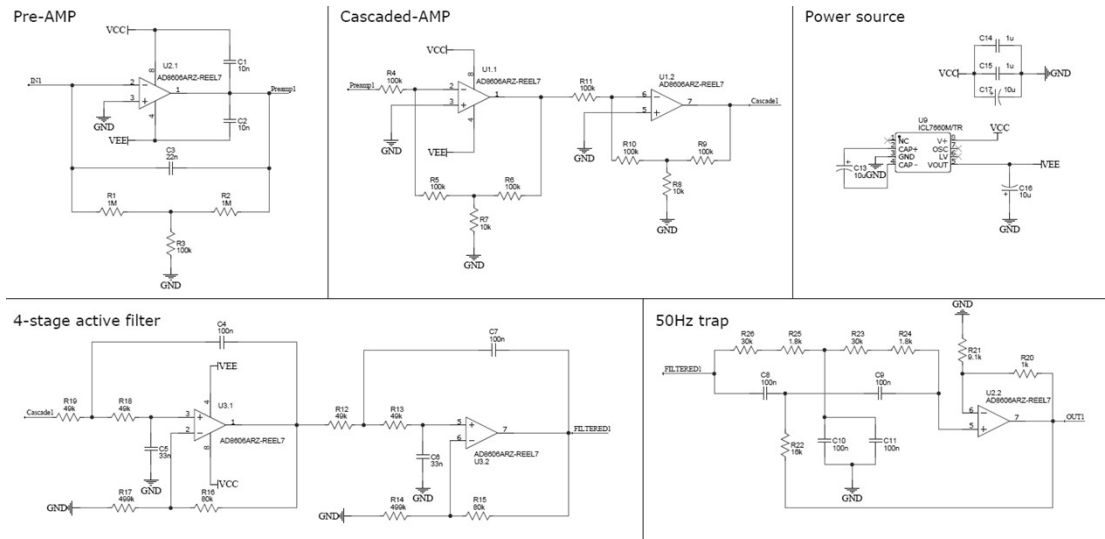 Pre-AMP
VCC
C1
10n
U2.1
AD8606ARZ-REEL7
IN1
2
3
8
1
4
Preamp1
GND
C2
10n
VEE
C3
22n
R1
1M
R2
1M
R3
100k
GND
Cascaded-AMP
VCC
Preamp1
R4
100k
U1.1
AD8606ARZ-REEL7
2
3
8
1
4
GND
VEE
R5
100k
R6
100k
R7
10k
GND
R11
100k
U1.2
AD8606ARZ-REEL7
6
5
7
Cascade1
GND
R10
100k
R9
100k
R8
10k
GND
Power source
C14
1u
C15
1u
C17
10u
VCC
GND
U9
ICL7660M/TR
VCC
NC
CAP+
GND
CAP-
V+
OSC
LV
VOUT
C13
10u
GND
VEE
C16
10u
GND
4-stage active filter
C4
100n
VEE
Cascade1
R19
49k
R18
49k
U3.1
AD8606ARZ-REEL7
3
2
4
1
8
C5
33n
GND
VCC
GND
R17
499k
R16
80k
C7
100n
R12
49k
R13
49k
5
6
7
AD8606ARZ-REEL7
U3.2
FILTERED1
C6
33n
GND
GND
R14
499k
R15
80k
50Hz trap
GND
R26
30k
R25
1.8k
R23
30k
R24
1.8k
R21
9.1k
R20
1k
FILTERED1
C8
100n
C9
100n
U2.2
AD8606ARZ-REEL7
6
5
7
OUT1
R22
16k
C10
100n
C11
100n
GND